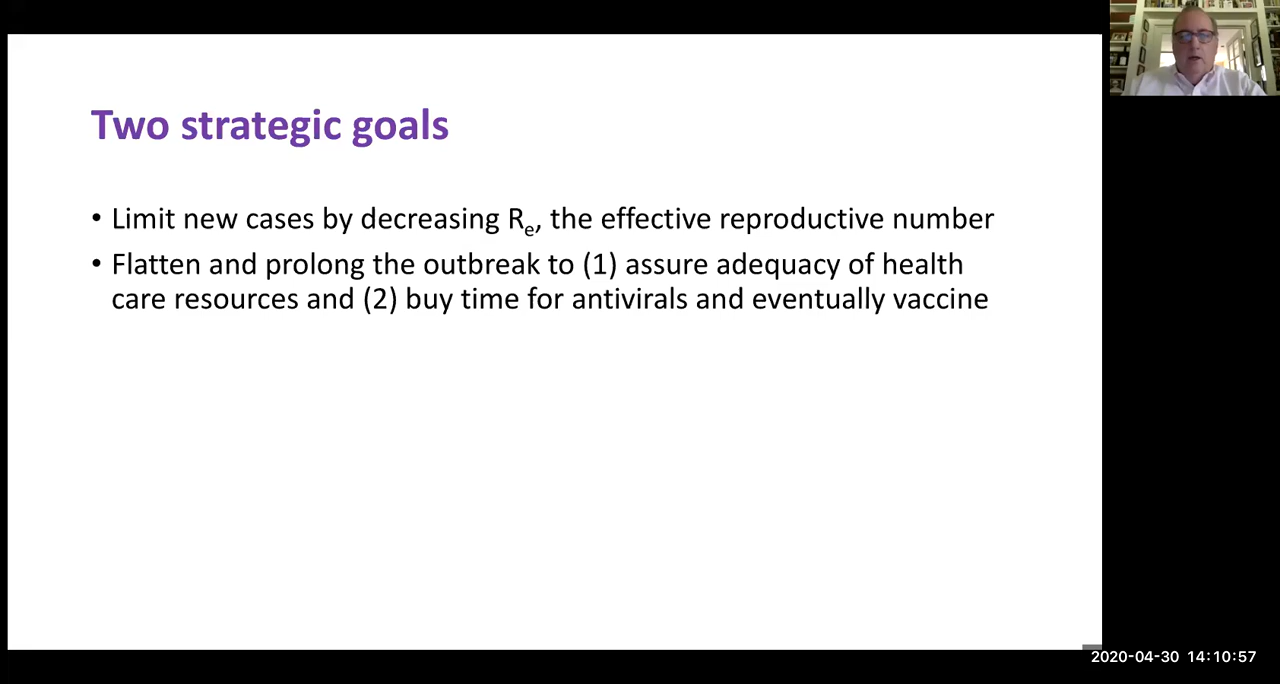 Two strategic goals
• Limit new cases by decreasing Re, the effective reproductive number
• Flatten and prolong the outbreak to (1) assure adequacy of health
care resources and (2) buy time for antivirals and eventually vaccine
2020-04-30 14:10:57